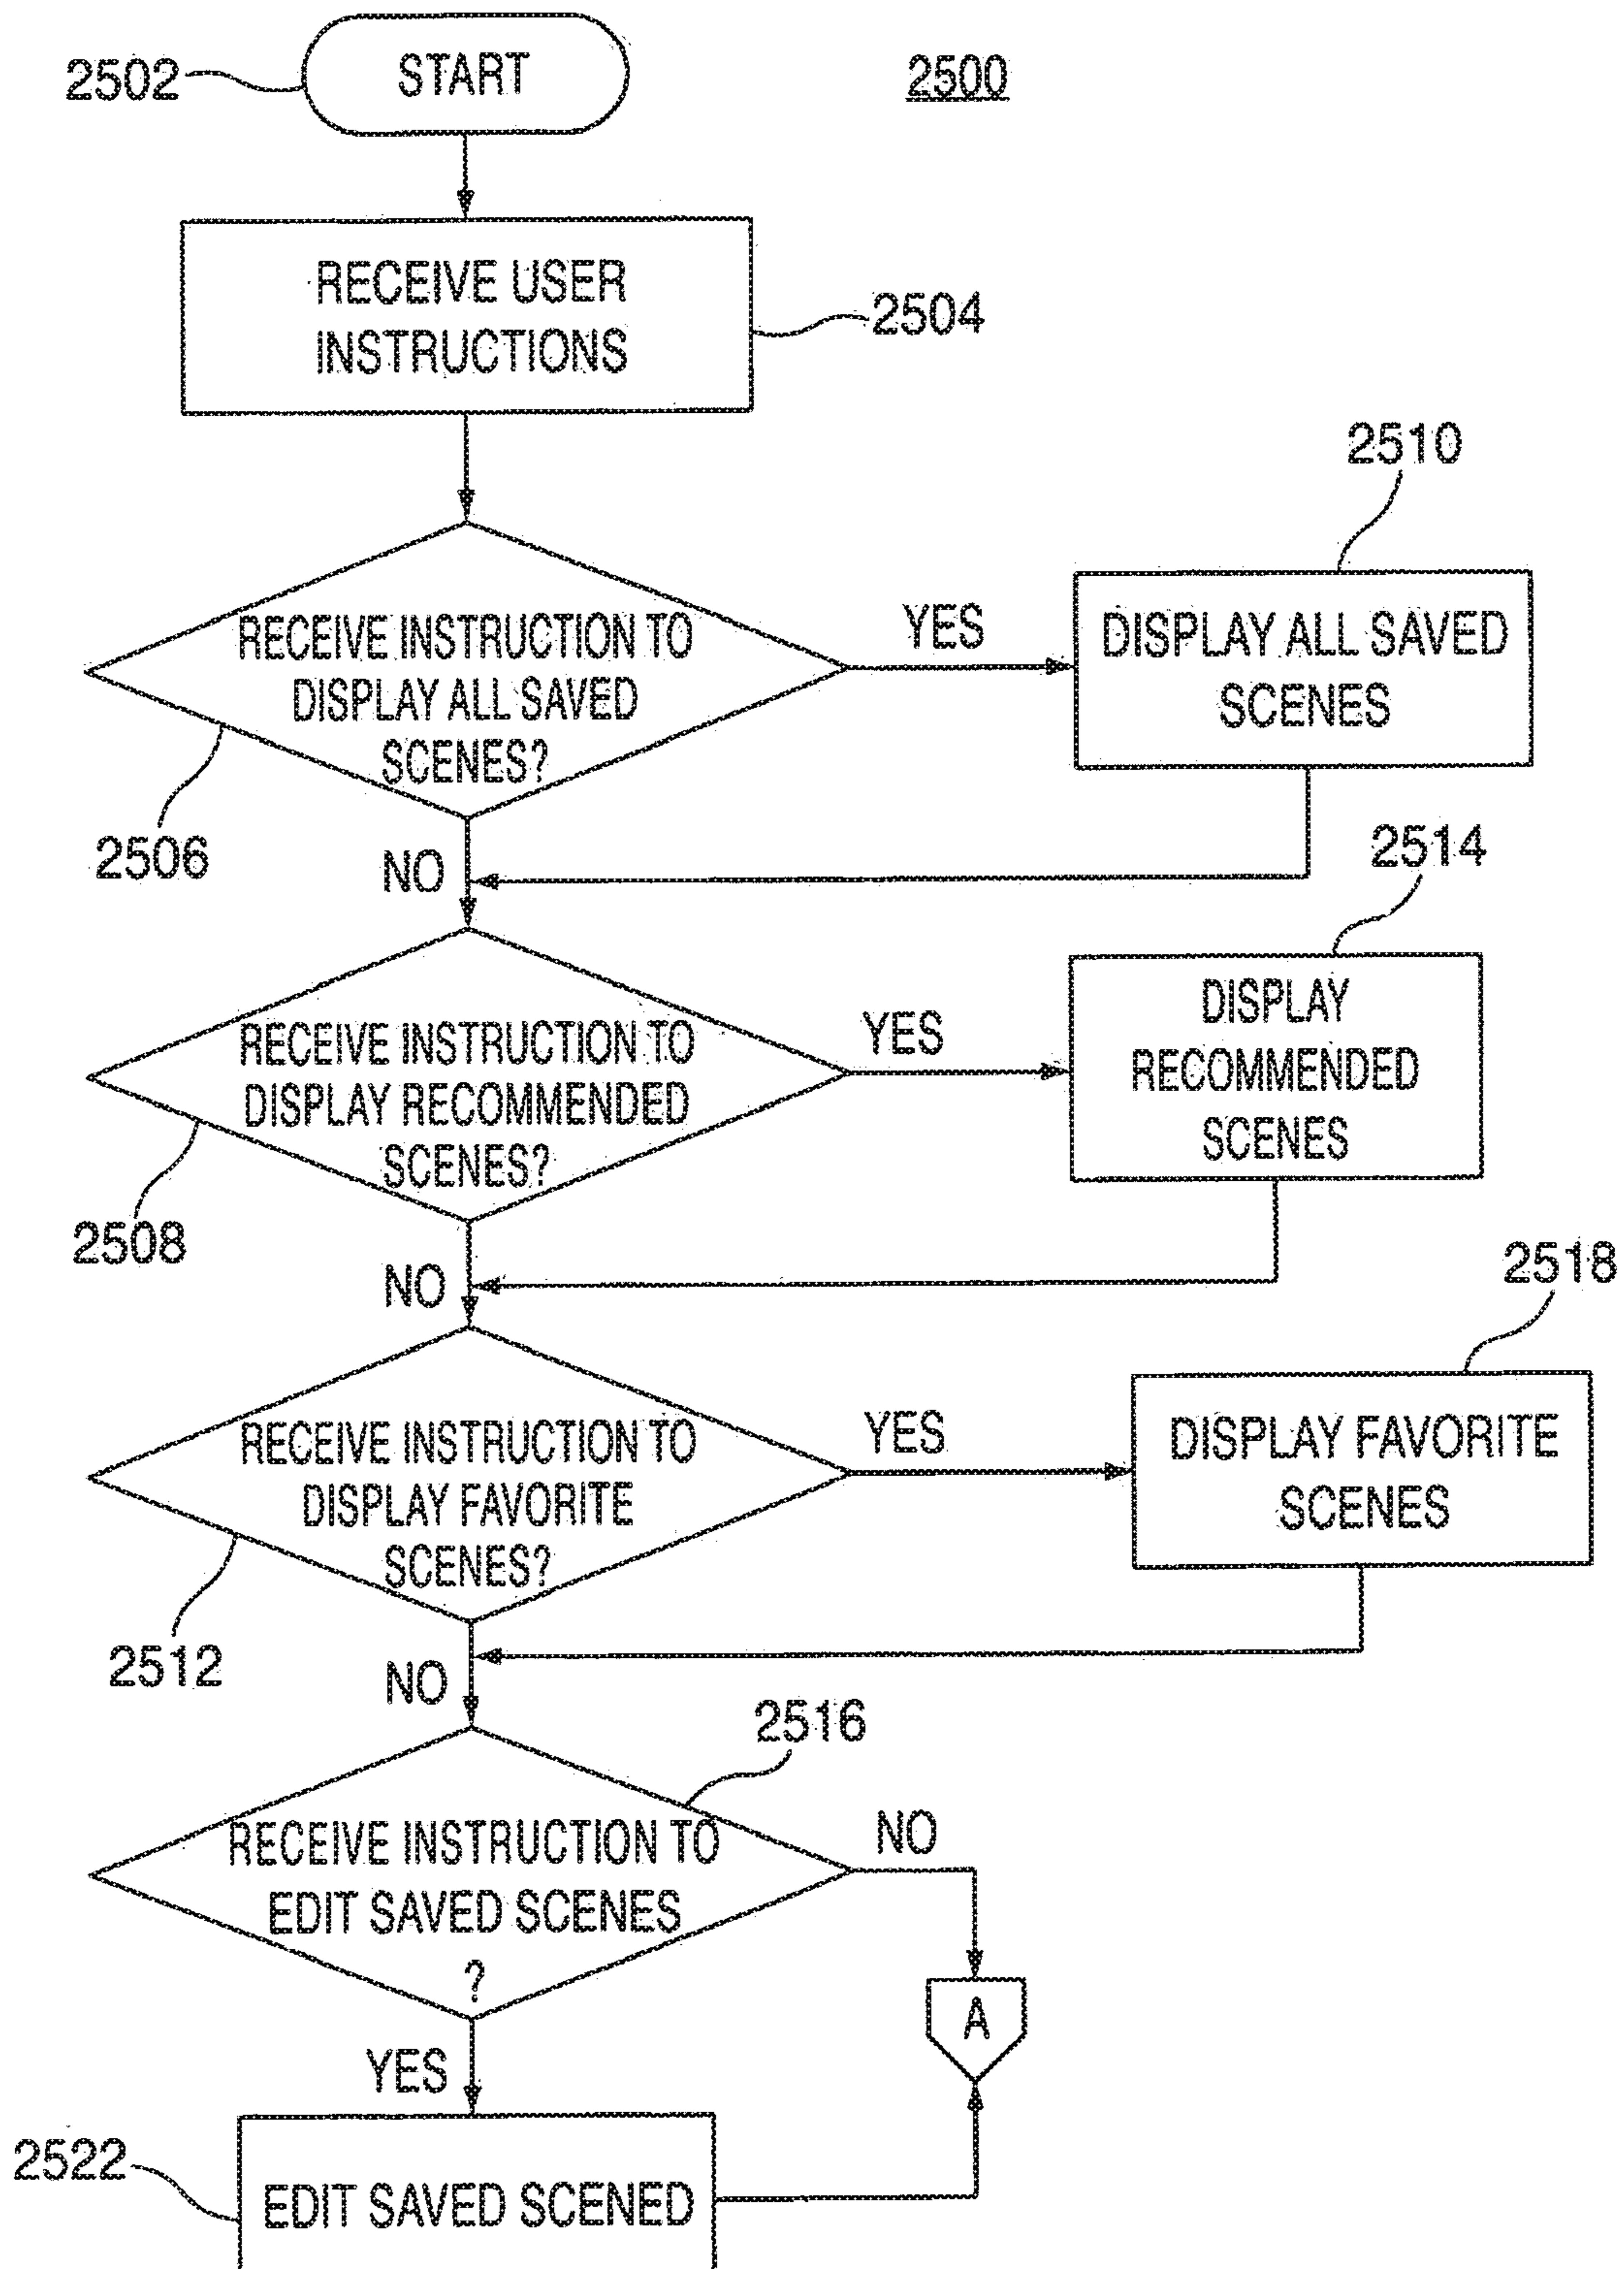 2502
START
2500
RECEIVE USER
INSTRUCTIONS
2504
2510
RECEIVE INSTRUCTION TO
DISPLAY ALL SAVED
SCENES?
YES
DISPLAY ALL SAVED
SCENES
2506
NO
2514
RECEIVE INSTRUCTION TO
DISPLAY RECOMMENDED
SCENES?
YES
DISPLAY
RECOMMENDED
SCENES
2508
NO
2518
RECEIVE INSTRUCTION TO
DISPLAY FAVORITE
SCENES?
YES
DISPLAY FAVORITE
SCENES
2512
NO
2516
RECEIVE INSTRUCTION TO
EDIT SAVED SCENES
?
NO
A
YES
2522
EDIT SAVED SCENED